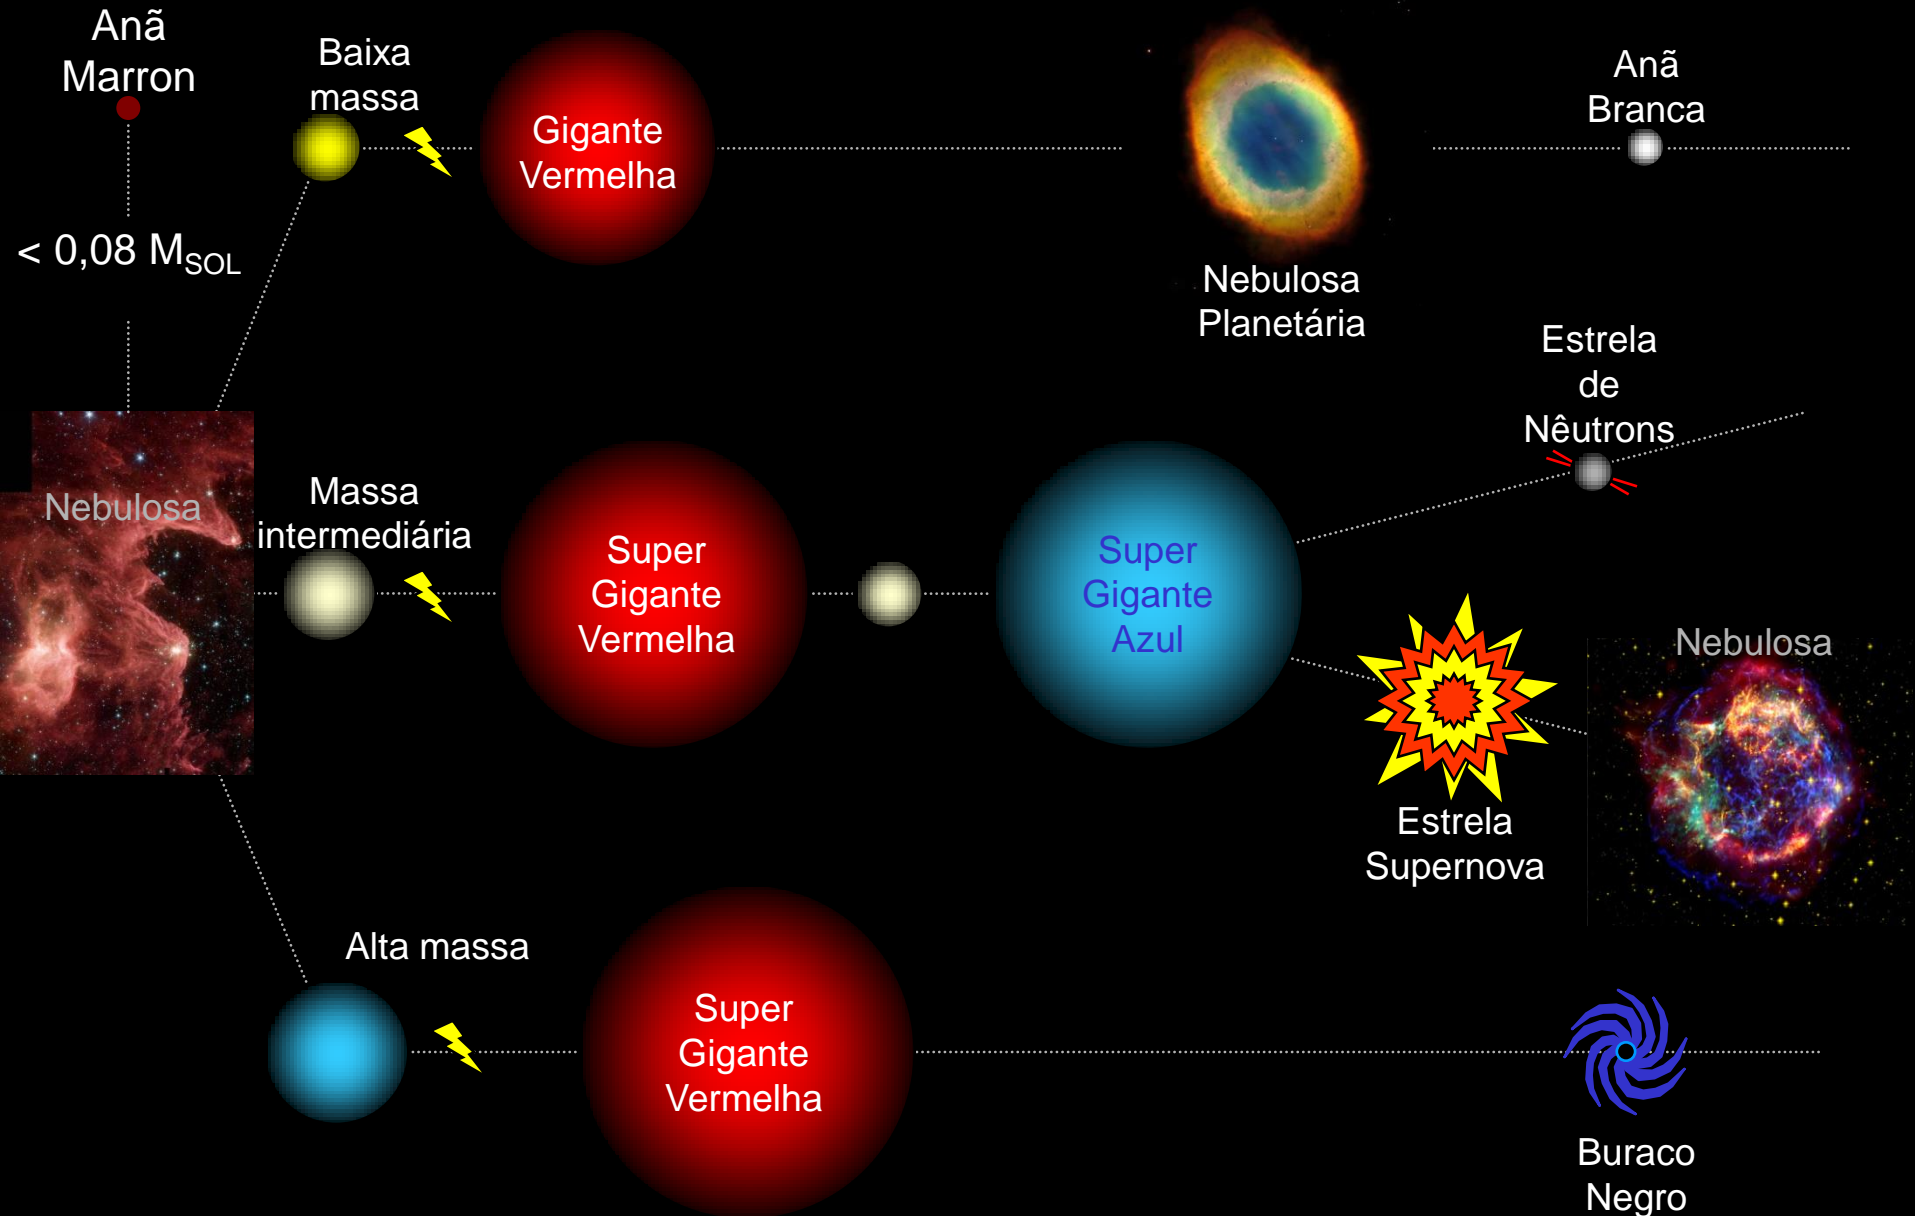 Anã
Marron
Baixa
massa
Gigante
Vermelha
Anã
Branca
< 0,08 M_SOL
Nebulosa
Planetária
Estrela
de
Nêutrons
Nebulosa
Massa
intermediária
Super
Gigante
Vermelha
Super
Gigante
Azul
Nebulosa
Estrela
Supernova
Alta massa
Super
Gigante
Vermelha
Buraco
Negro